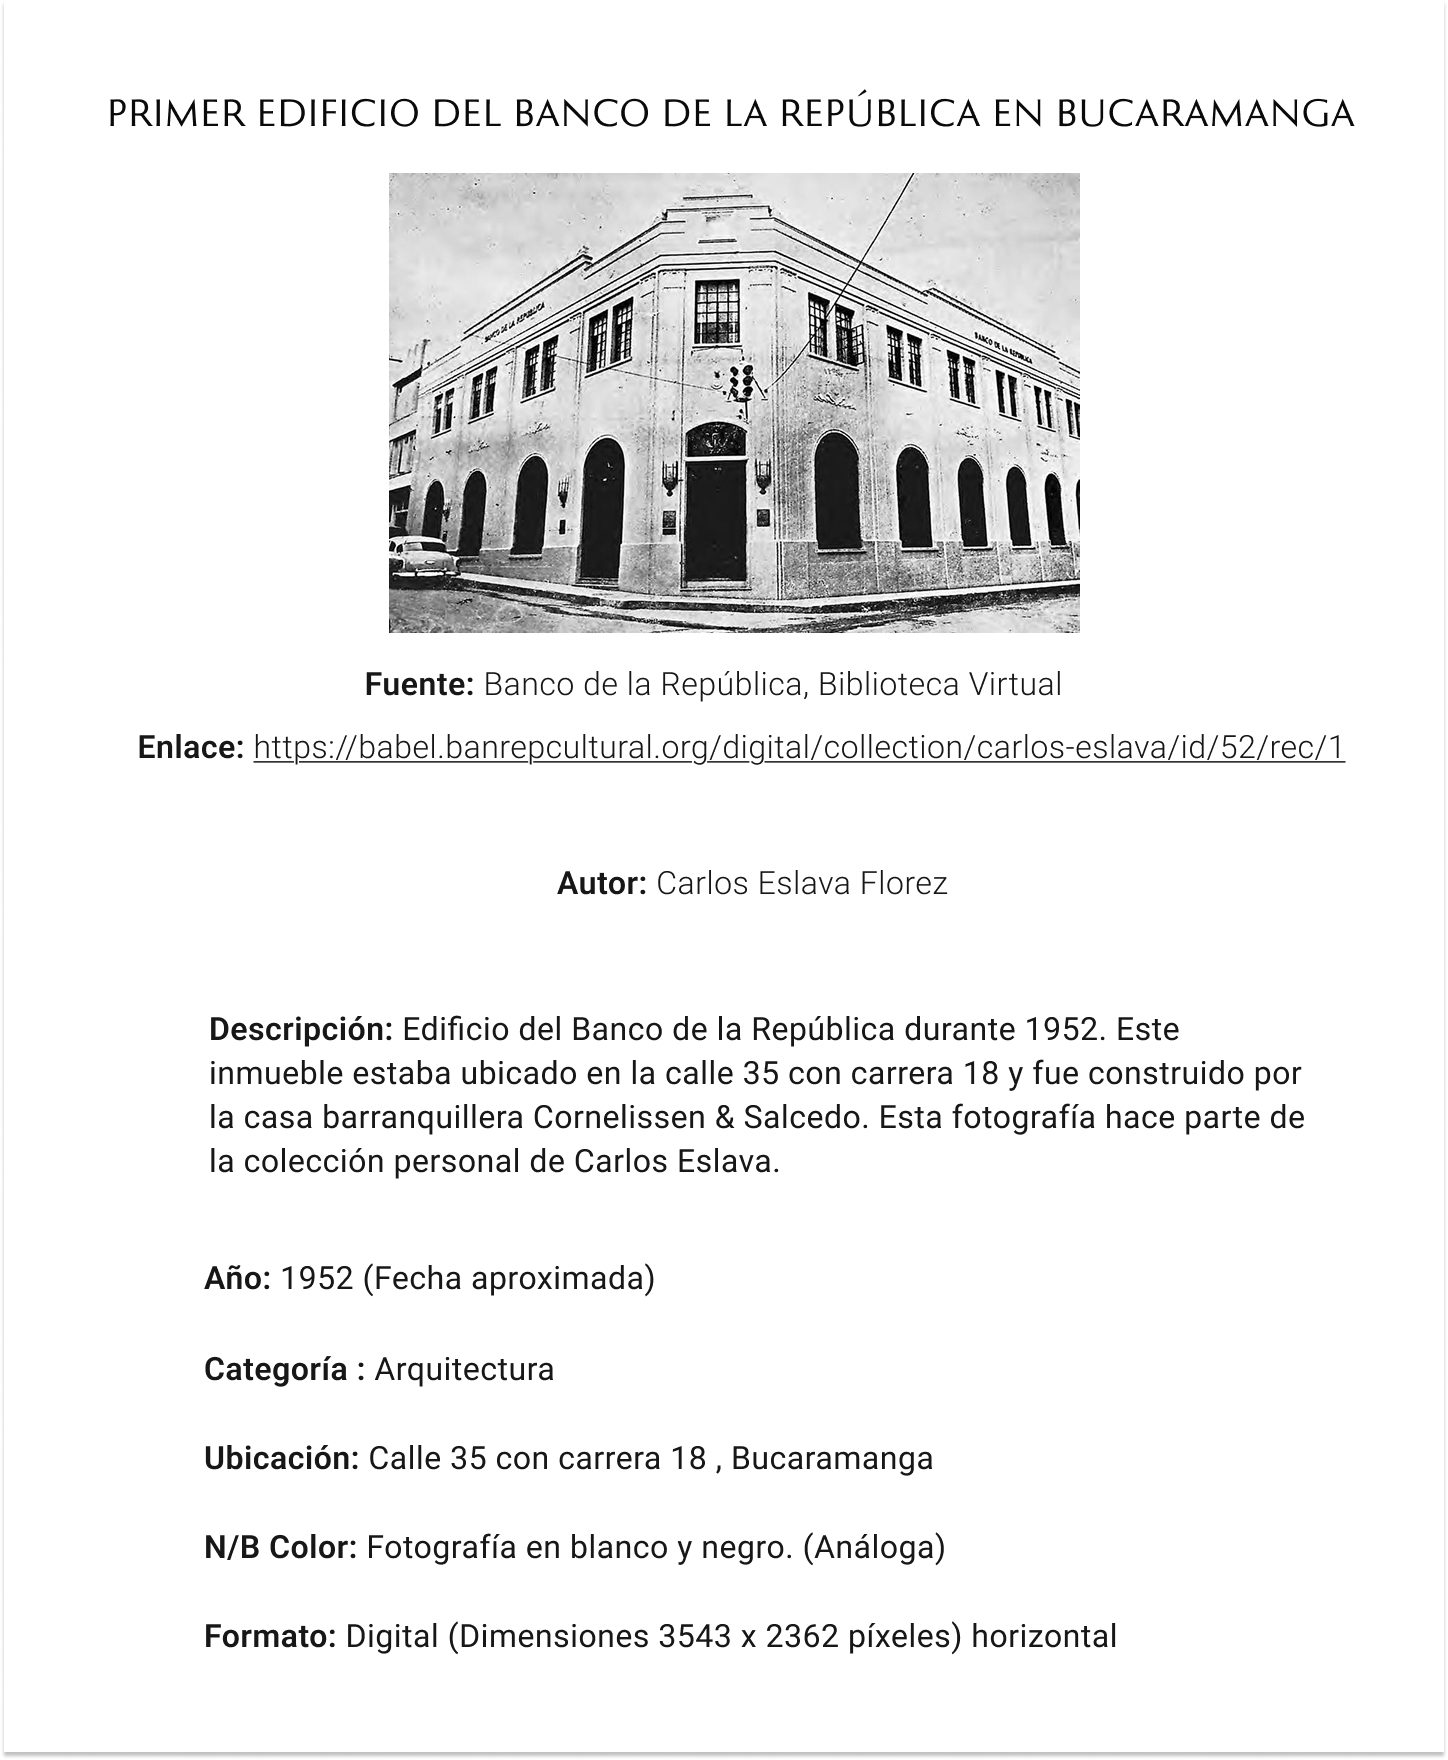 PRIMER EDIFICIO DEL BANCO DE LA REPÚBLICA EN BUCARAMANGA
BANCO DE LA REPUBLICA
BANCO DE LA REPUBLICA
Fuente: Banco de la República, Biblioteca Virtual
Enlace: https://babel.banrepcultural.org/digital/collection/carlos-eslava/id/52/rec/1
Autor: Carlos Eslava Florez
Descripción: Edificio del Banco de la República durante 1952. Este
inmueble estaba ubicado en la calle 35 con carrera 18 y fue construido por
la casa barranquillera Cornelissen & Salcedo. Esta fotografía hace parte de
la colección personal de Carlos Eslava.
Año: 1952 (Fecha aproximada)
Categoría : Arquitectura
Ubicación: Calle 35 con carrera 18 , Bucaramanga
N/B Color: Fotografía en blanco y negro. (Análoga)
Formato: Digital (Dimensiones 3543 x 2362 píxeles) horizontal